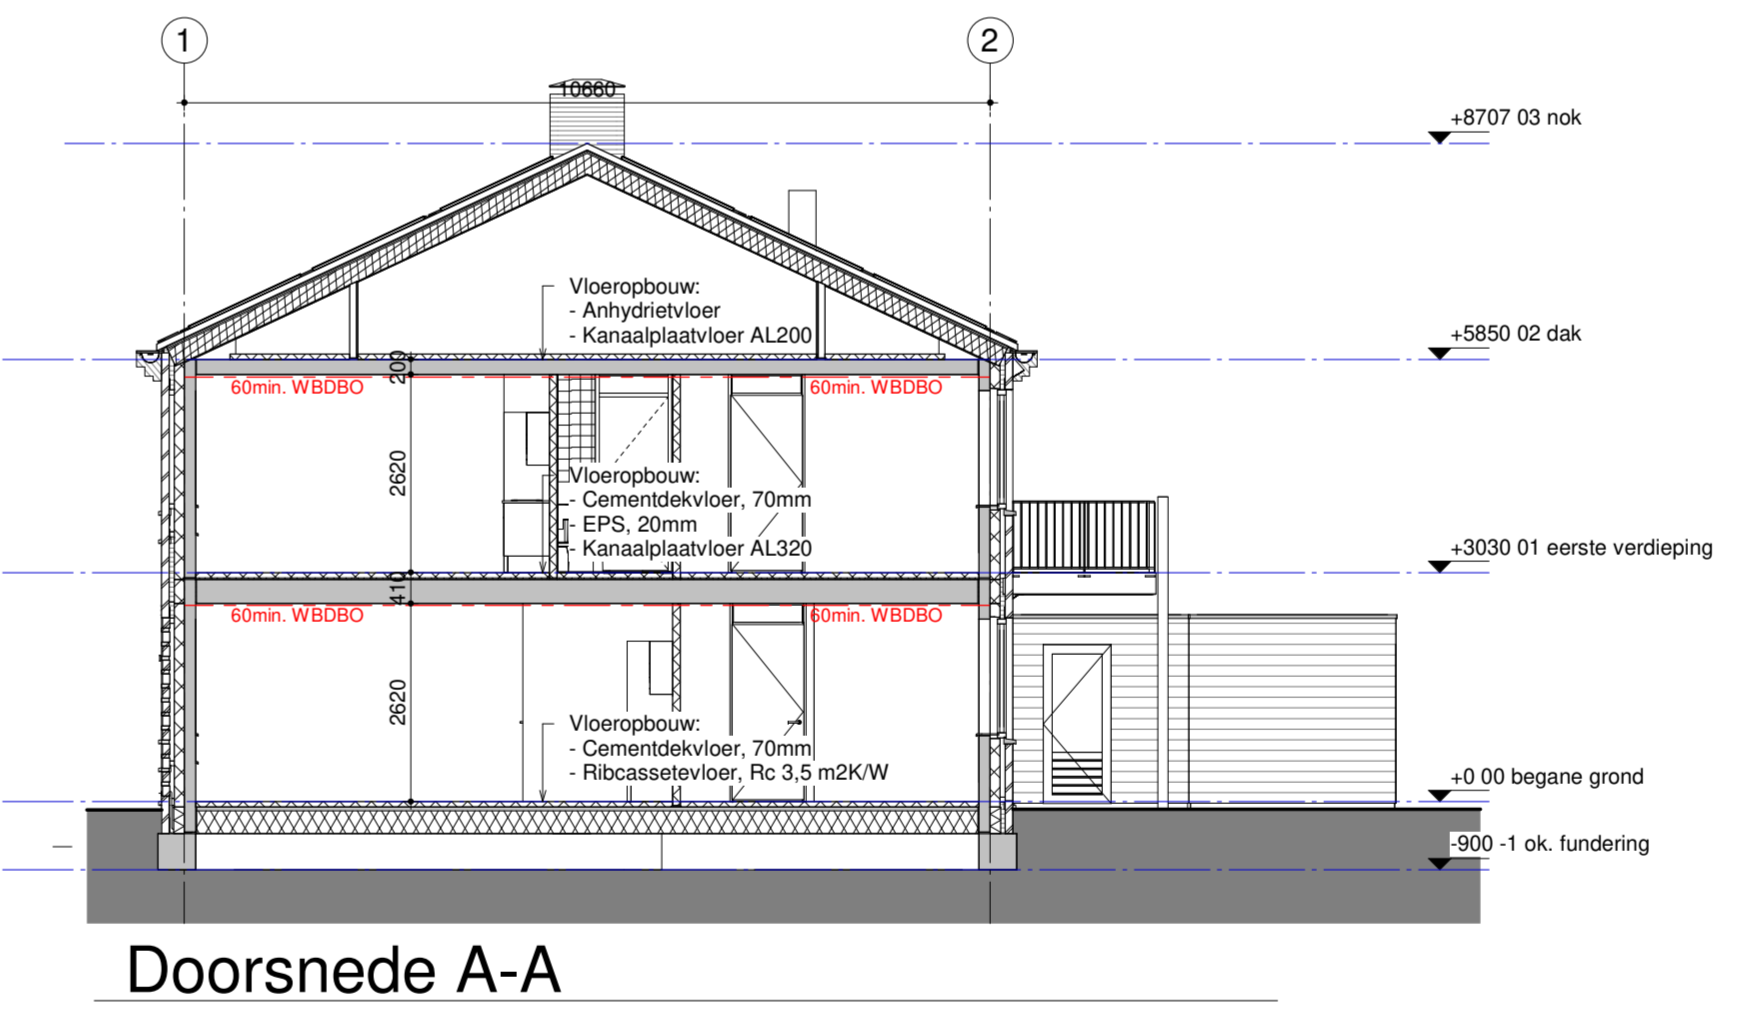 1
2
10660
+8707 03 nok
Vloeropbouw:
- Anhydrietvloer
- Kanaalplaatvloer AL200
+5850 02 dak
200
60min. WBDBO
60min. WBDBO
2620
Vloeropbouw:
- Cementdekvloer, 70mm
- EPS, 20mm
- Kanaalplaatvloer AL320
+3030 01 eerste verdieping
410
60min. WBDBO
60min. WBDBO
2620
Vloeropbouw:
- Cementdekvloer, 70mm
- Ribcassetevloer, Rc 3,5 m2K/W
+0 00 begane grond
-900 -1 ok. fundering
Doorsnede A-A